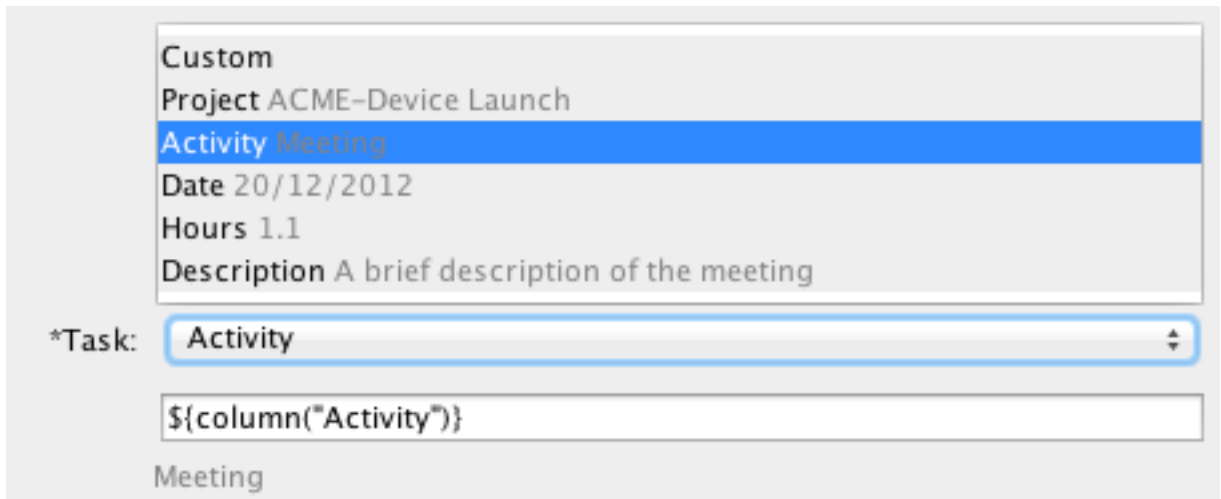 Custom
Project ACME-Device Launch
Activity Meeting
Date 20/12/2012
Hours 1.1
Description A brief description of the meeting
*Task: Activity
${column("Activity")}
Meeting